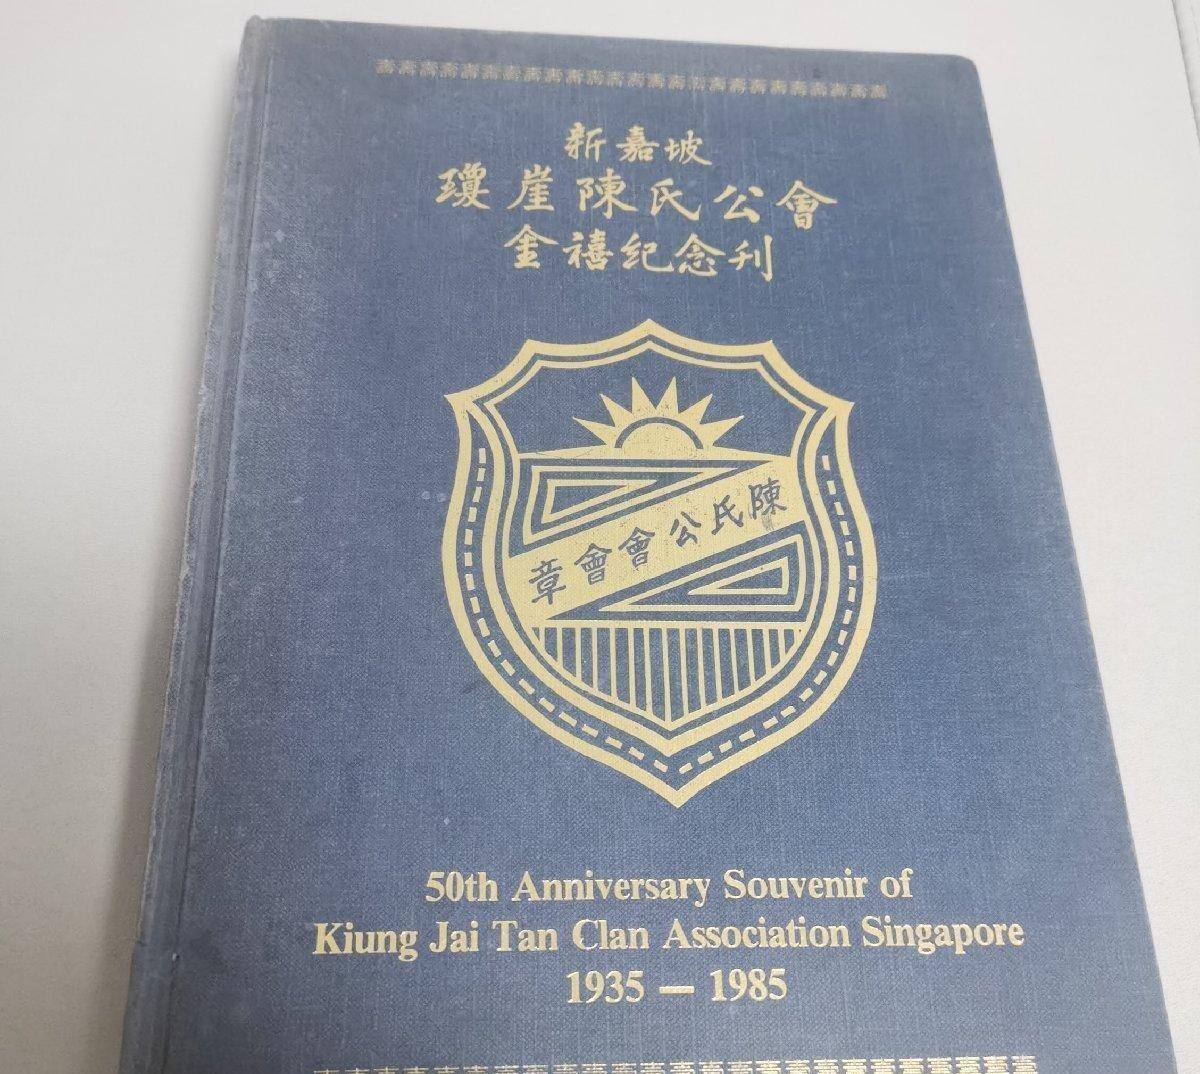 新嘉坡
瓊崖陳氏公會
金禧紀念刊
陳氏公會會章
50th Anniversary Souvenir of
Kiung Jai Tan Clan Association Singapore
1935 — 1985